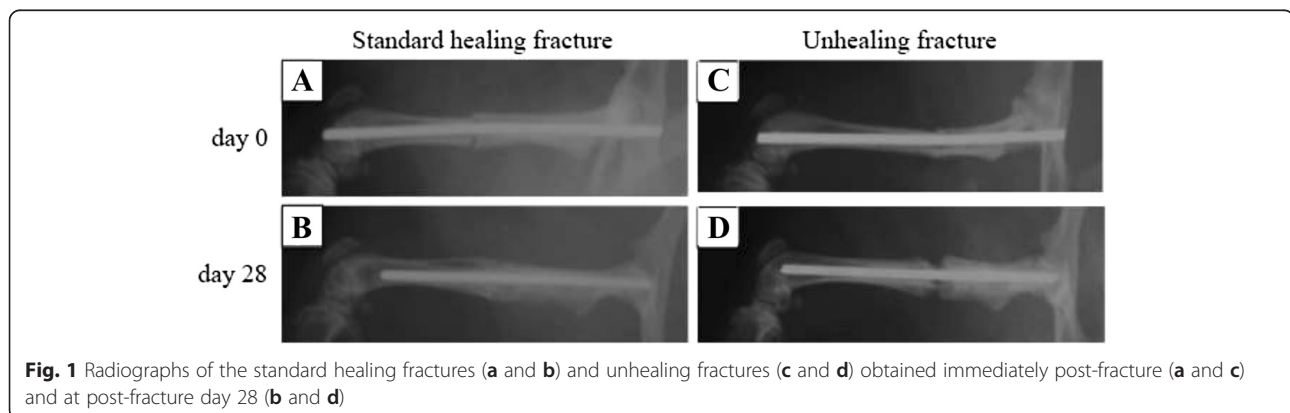 Standard healing fracture Unhealing fracture
A C
day 0
B D
day 28
Fig. 1 Radiographs of the standard healing fractures (a and b) and unhealing fractures (c and d) obtained immediately post-fracture (a and c)
and at post-fracture day 28 (b and d)